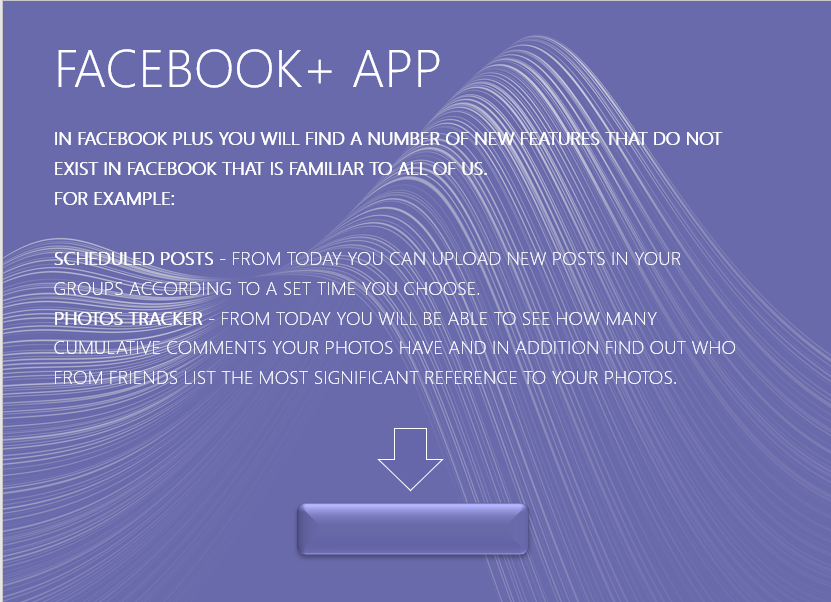 FACEBOOK+ APP
IN FACEBOOK PLUS YOU WILL FIND A NUMBER OF NEW FEATURES THAT DO NOT
EXIST IN FACEBOOK THAT IS FAMILIAR TO ALL OF US.
FOR EXAMPLE:
SCHEDULED POSTS - FROM TODAY YOU CAN UPLOAD NEW POSTS IN YOUR
GROUPS ACCORDING TO A SET TIME YOU CHOOSE.
PHOTOS TRACKER - FROM TODAY YOU WILL BE ABLE TO SEE HOW MANY
CUMULATIVE COMMENTS YOUR PHOTOS HAVE AND IN ADDITION FIND OUT WHO
FROM FRIENDS LIST THE MOST SIGNIFICANT REFERENCE TO YOUR PHOTOS.